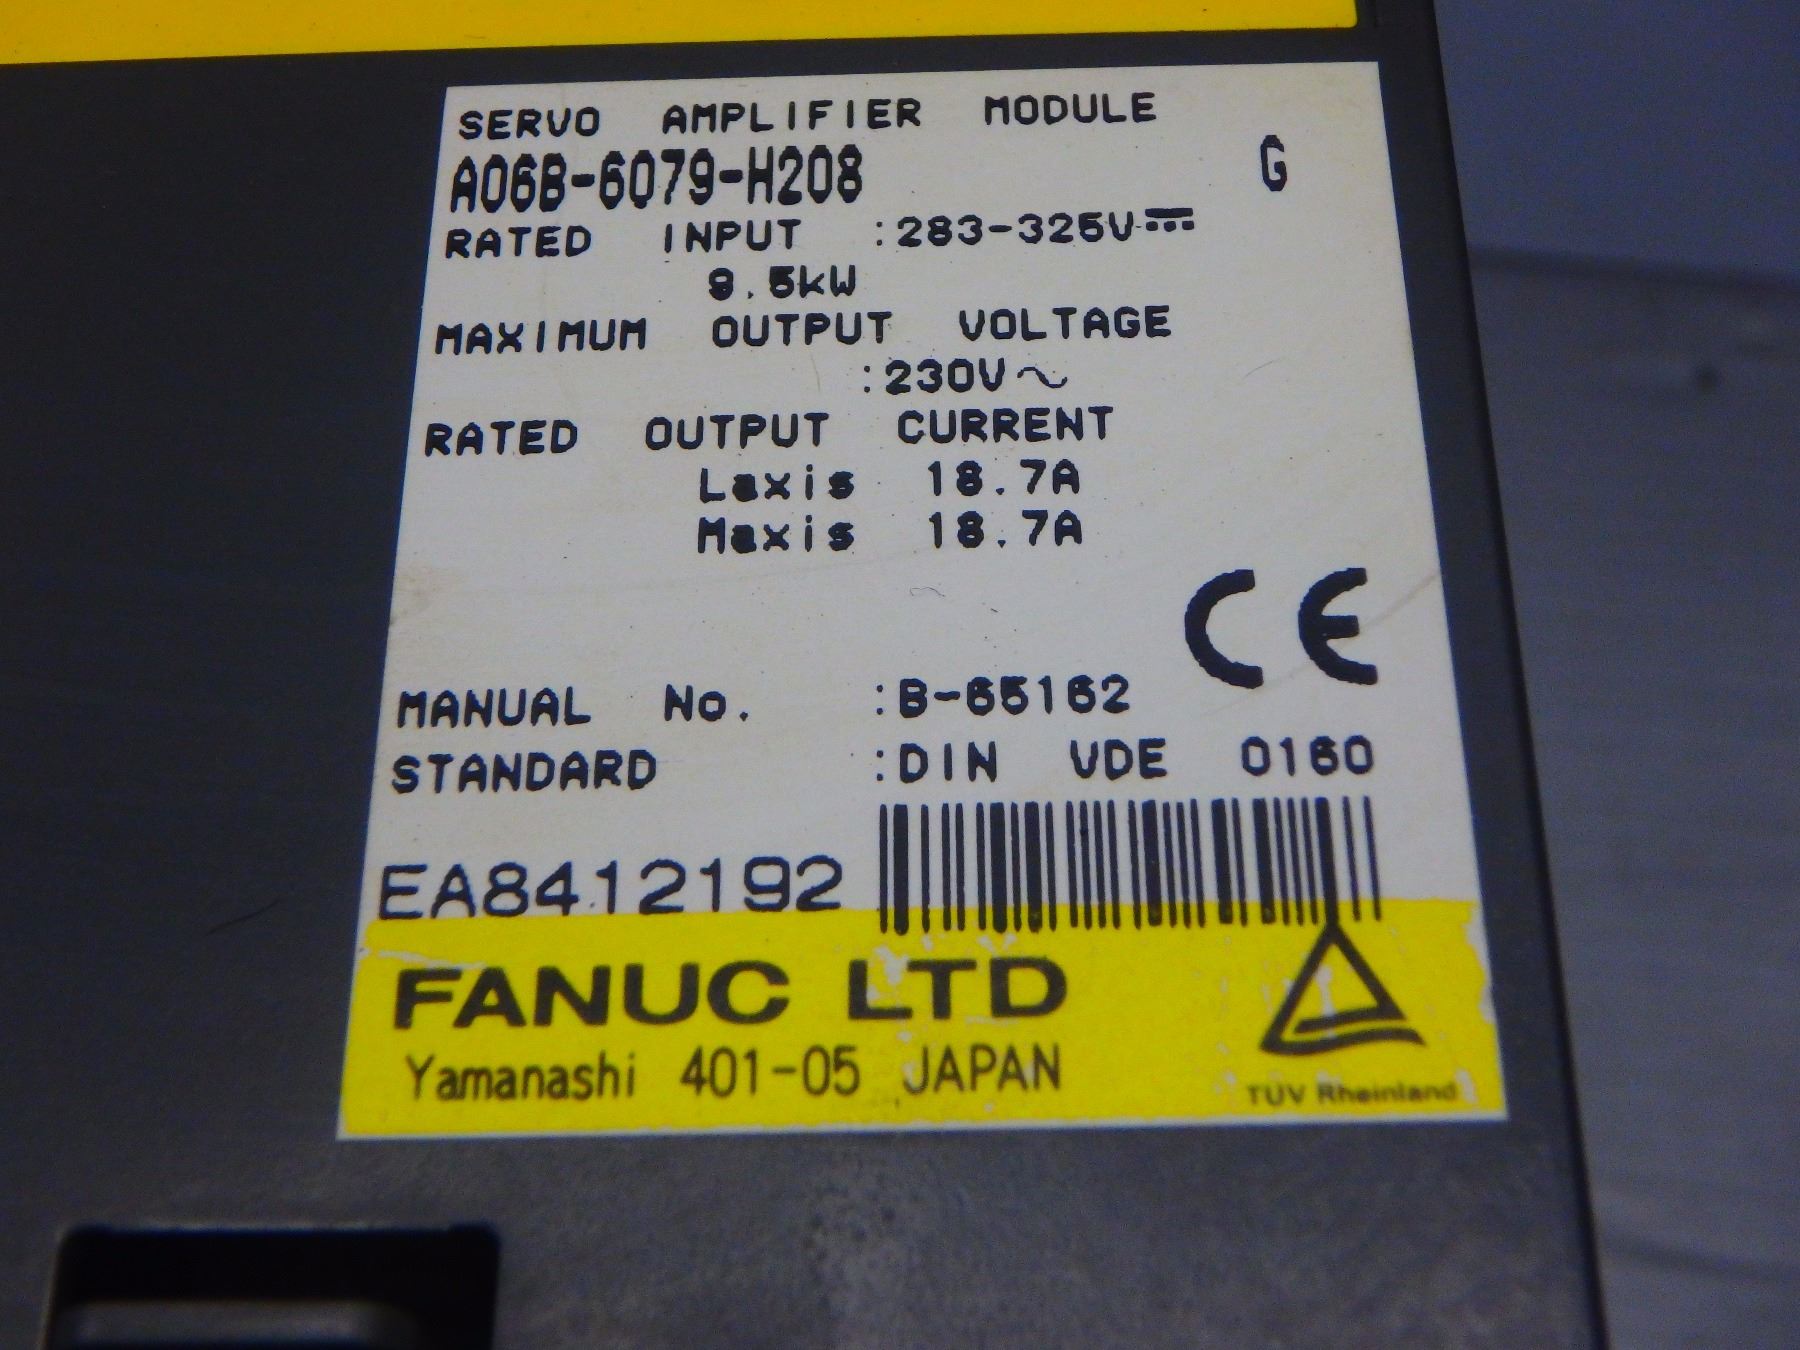 SERVO AMPLIFIER MODULE
A06B-6079-H208 G
RATED INPUT :283-325V⎓
8.5kW
MAXIMUM OUTPUT VOLTAGE
:230V~
RATED OUTPUT CURRENT
Laxis 18.7A
Maxis 18.7A
CE
MANUAL No. :B-65162
STANDARD :DIN VDE 0160
EA8412192
FANUC LTD
Yamanashi 401-05 JAPAN
TÜV Rheinland